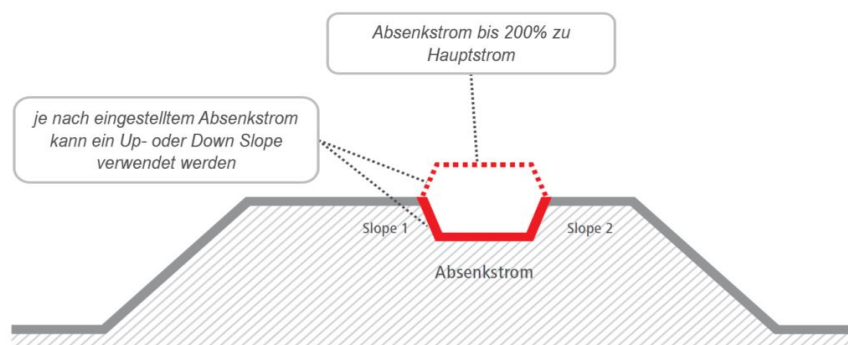 Absenkstrom bis 200% zu
Hauptstrom
je nach eingestelltem Absenkstrom
kann ein Up- oder Down Slope
verwendet werden
Slope 1
Slope 2
Absenkstrom